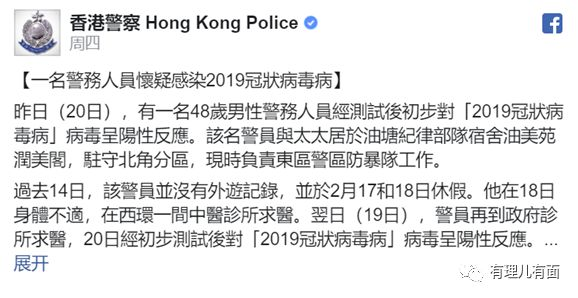 香港警察 Hong Kong Police
周四
【一名警務人員懷疑感染2019冠狀病毒病】
昨日（20日），有一名48歲男性警務人員經測試後初步對「2019冠狀
病毒病」病毒呈陽性反應。該名警員與太太居於油塘紀律部隊宿舍油美苑
潤美閣，駐守北角分區，現時負責東區警區防暴隊工作。
過去14日，該警員並沒有外遊記錄，並於2月17和18日休假。他在18日
身體不適，在西環一間中醫診所求醫。翌日（19日），警員再到政府診
所求醫，20日經初步測試後對「2019冠狀病毒病」病毒呈陽性反應。...
展开
有理儿有面